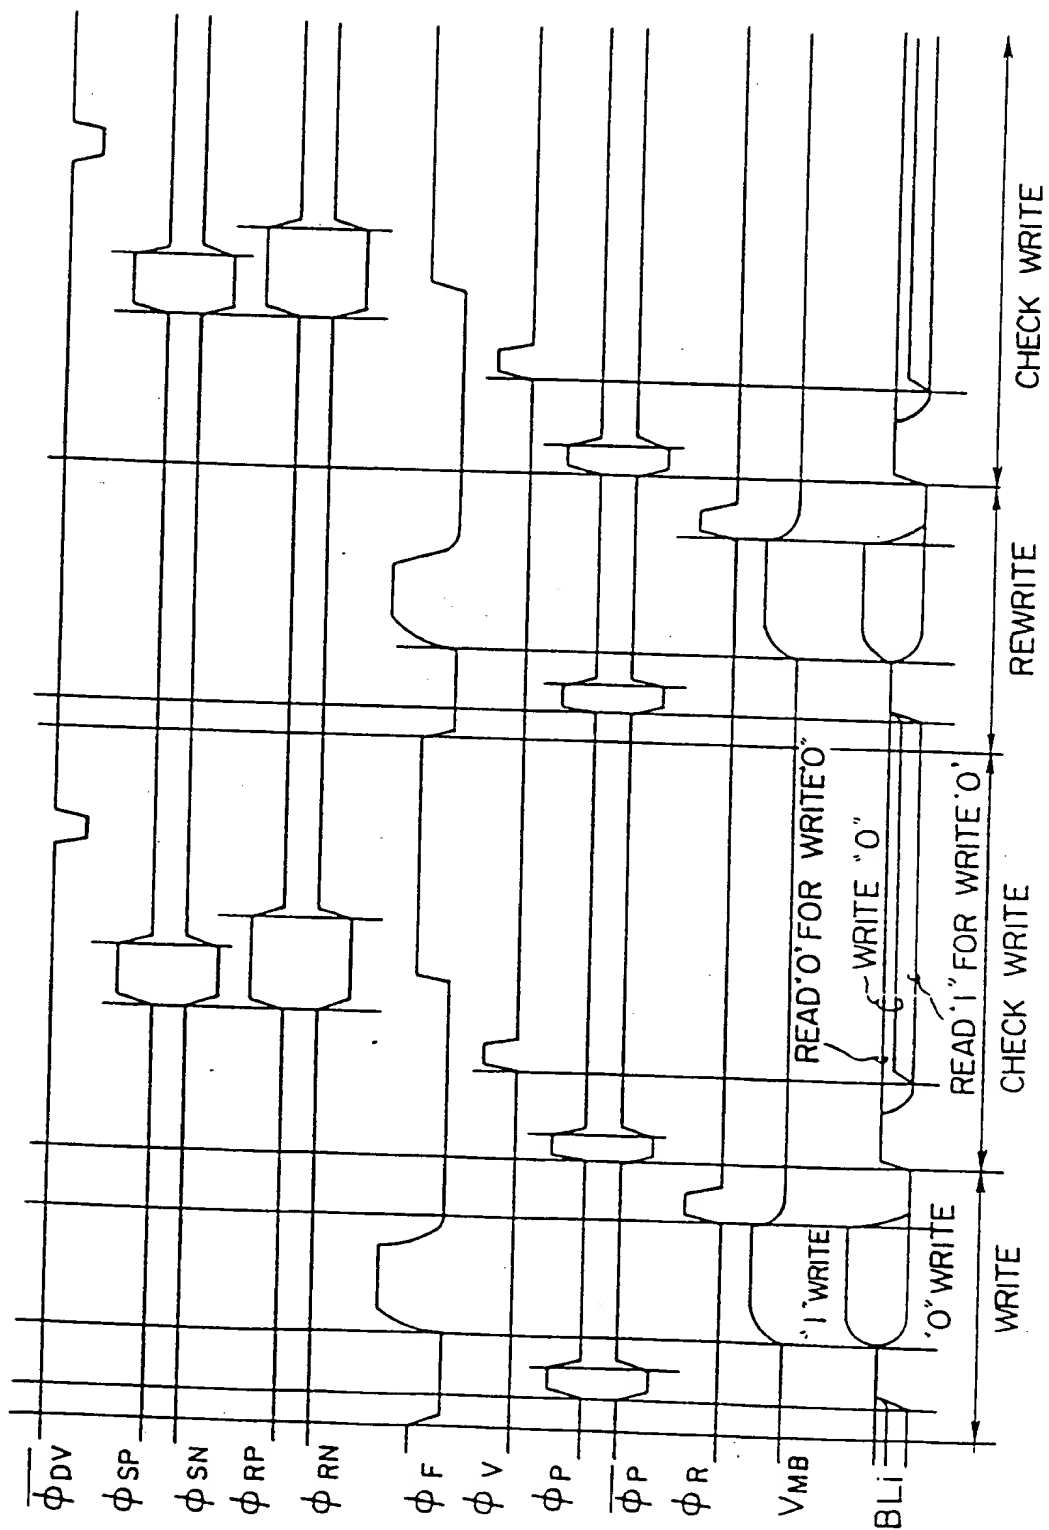 φDV
φSP
φSN
φRP
φRN
φF
φV
φP
φP
φR
VMB
BLi
"1" WRITE
"0" WRITE
READ "0" FOR WRITE "0"
WRITE "0"
READ "1" FOR WRITE "0"
WRITE
CHECK WRITE
REWRITE
CHECK WRITE